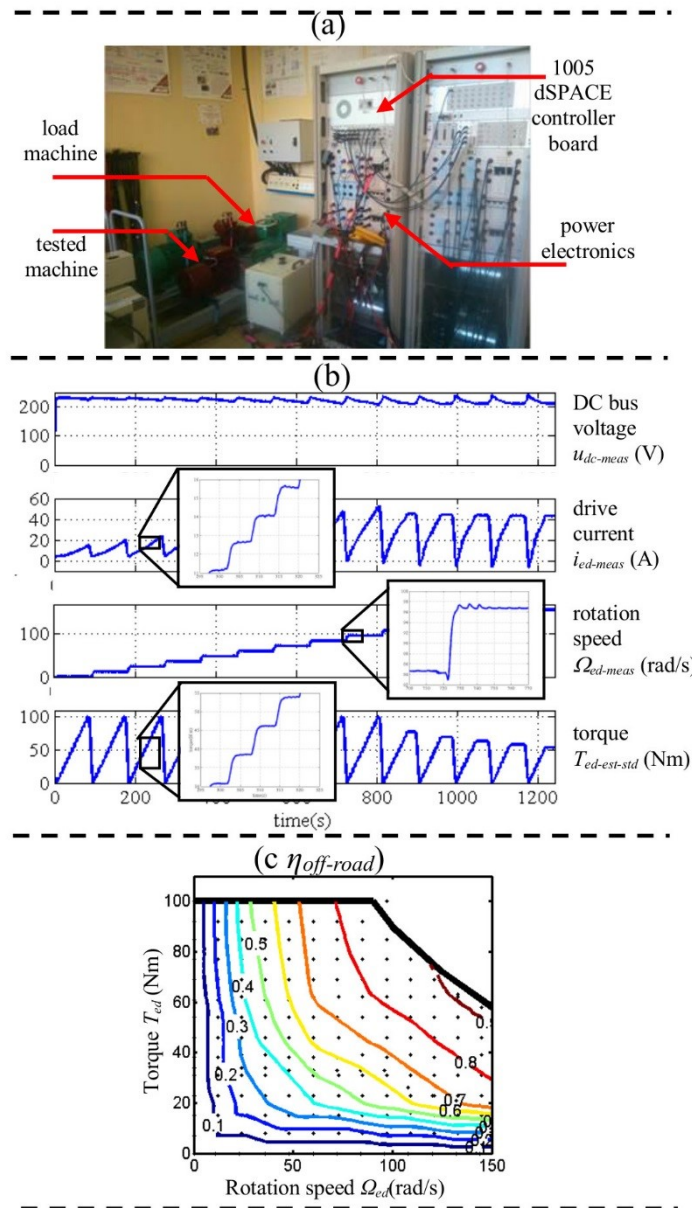 (a)
1005
dSPACE
controller
board
load
machine
tested
machine
power
electronics
(b)
200
100
0
DC bus
voltage
u_dc-meas (V)
60
40
20
0
drive
current
i_ed-meas (A)
100
0
rotation
speed
Ω_ed-meas (rad/s)
100
50
0
torque
T_ed-est-std (Nm)
0 200 400 600 800 1000 1200
time(s)
(c η_off-road)
Torque T_ed (Nm)
100
80
60
40
20
0
0.5
0.4
0.3
0.2
0.1
0.9
0.8
0.7
0.6
0 50 100 150
Rotation speed Ω_ed(rad/s)